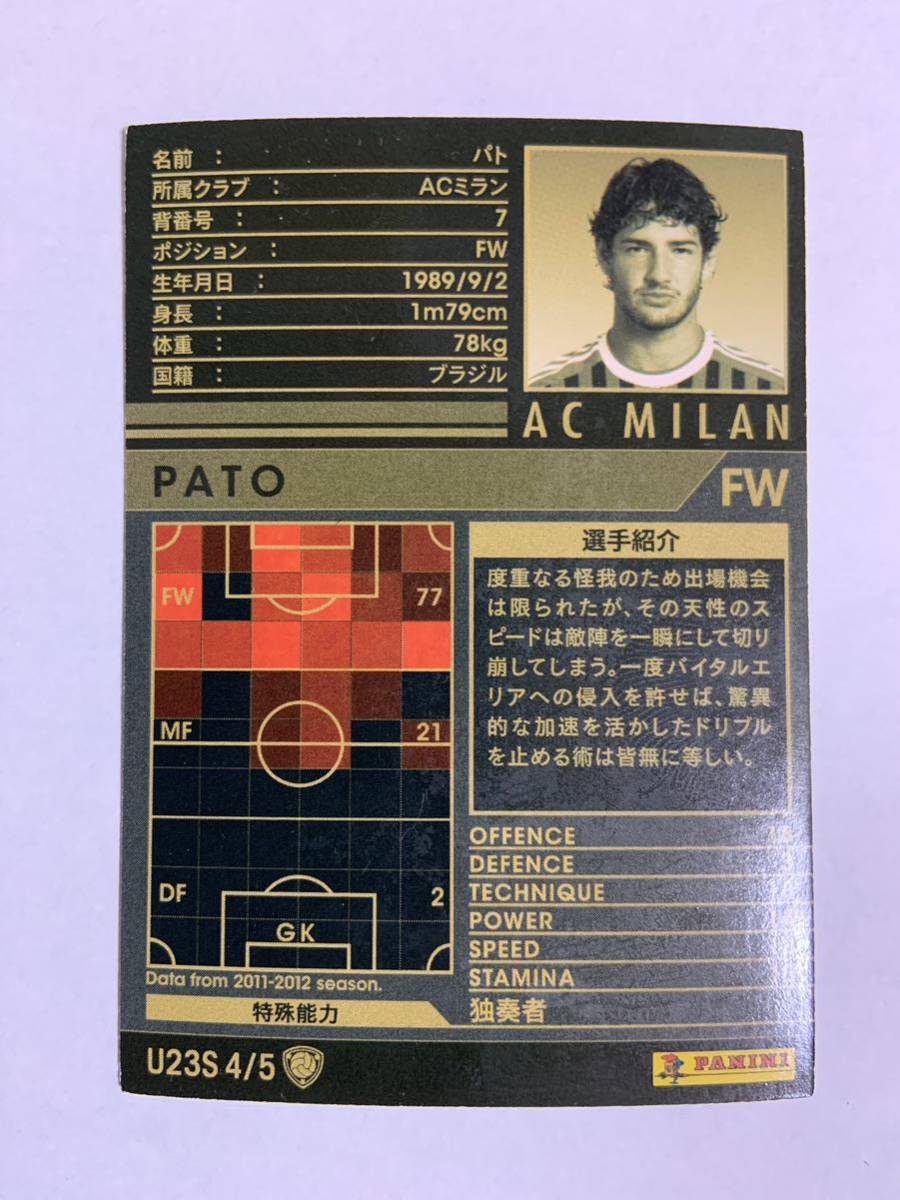 名前 : パト
所属クラブ : ACミラン
背番号 : 7
ポジション : FW
生年月日 : 1989/9/2
身長 : 1m79cm
体重 : 78kg
国籍 : ブラジル
AC MILAN
PATO
FW
FW 77
MF 21
DF 2
GK
Data from 2011-2012 season.
選手紹介
度重なる怪我のため出場機会
は限られたが、その天性のス
ピードは敵陣を一瞬にして切り
崩してしまう。一度バイタルエ
リアへの侵入を許せば、驚異
的な加速を活かしたドリブル
を止める術は皆無に等しい。
OFFENCE
DEFENCE
TECHNIQUE
POWER
SPEED
STAMINA
特殊能力 独奏者
U23S 4/5
PANINI